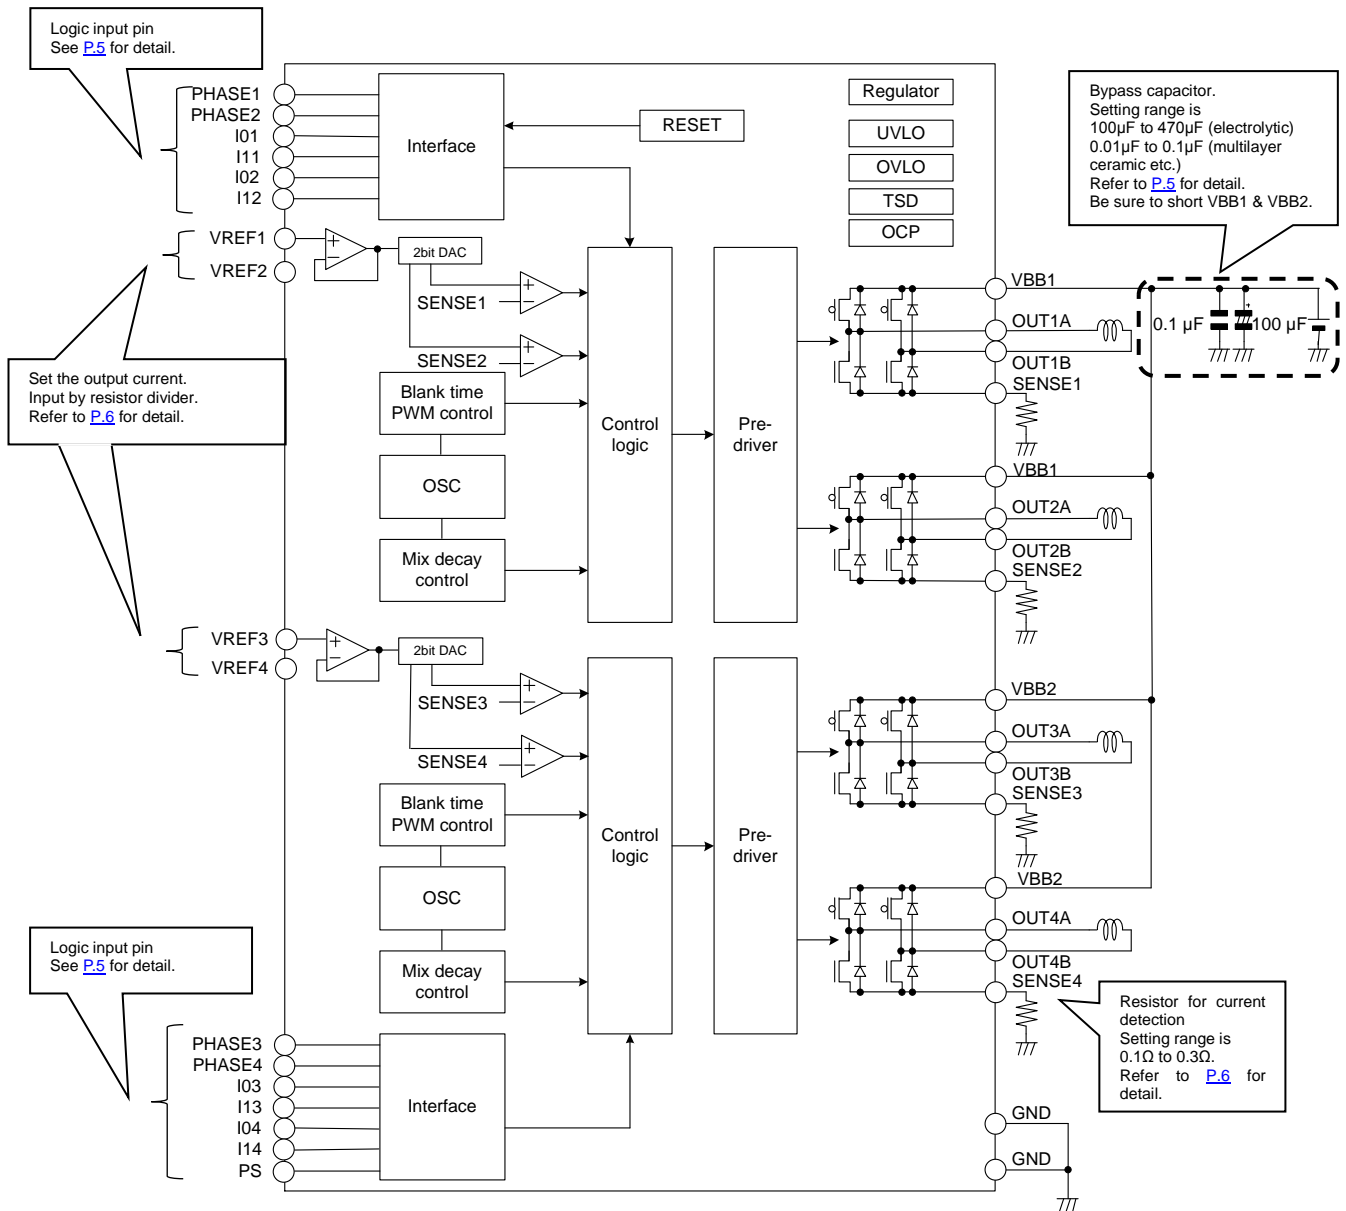 Logic input pin
See P.5 for detail.
PHASE1
PHASE2
I01
I11
I02
I12
Interface
RESET
Regulator
UVLO
OVLO
TSD
OCP
Bypass capacitor.
Setting range is
100µF to 470µF (electrolytic)
0.01µF to 0.1µF (multilayer
ceramic etc.)
Refer to P.5 for detail.
Be sure to short VBB1 & VBB2.
VREF1
VREF2
+
−
2bit DAC
SENSE1
+
−
SENSE2
+
−
Set the output current.
Input by resistor divider.
Refer to P.6 for detail.
Blank time
PWM control
OSC
Mix decay
control
Control
logic
Pre-
driver
VBB1
OUT1A
OUT1B
SENSE1
0.1 µF
+
100 µF
VBB1
OUT2A
OUT2B
SENSE2
VREF3
VREF4
+
−
2bit DAC
SENSE3
+
−
SENSE4
+
−
Blank time
PWM control
OSC
Mix decay
control
Control
logic
Pre-
driver
VBB2
OUT3A
OUT3B
SENSE3
VBB2
OUT4A
OUT4B
SENSE4
Resistor for current
detection
Setting range is
0.1Ω to 0.3Ω.
Refer to P.6 for
detail.
Logic input pin
See P.5 for detail.
PHASE3
PHASE4
I03
I13
I04
I14
PS
Interface
GND
GND